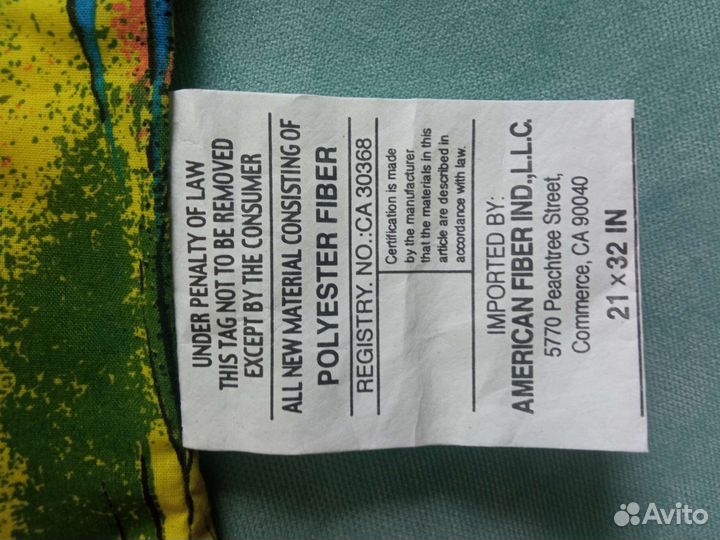 UNDER PENALTY OF LAW
THIS TAG NOT TO BE REMOVED
EXCEPT BY THE CONSUMER
ALL NEW MATERIAL CONSISTING OF
POLYESTER FIBER
REGISTRY. NO.:CA 30368
Certification is made
by the manufacturer
that the materials in this
article are described in
accordance with law.
IMPORTED BY:
AMERICAN FIBER IND.,L.L.C.
5770 Peachtree Street,
Commerce, CA 90040
21 x 32 IN
Avito